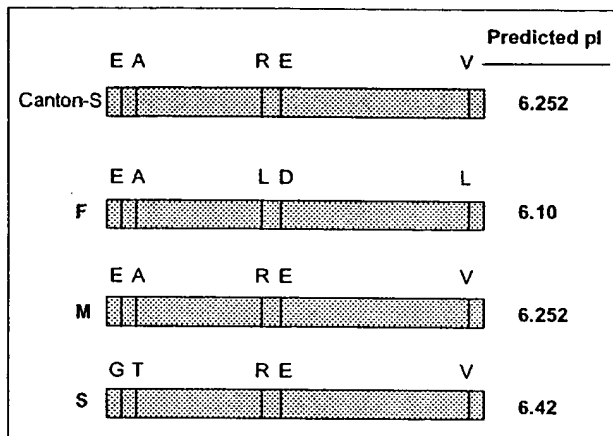 Predicted pI
E A R E V
Canton-S 6.252
E A L D L
F 6.10
E A R E V
M 6.252
G T R E V
S 6.42